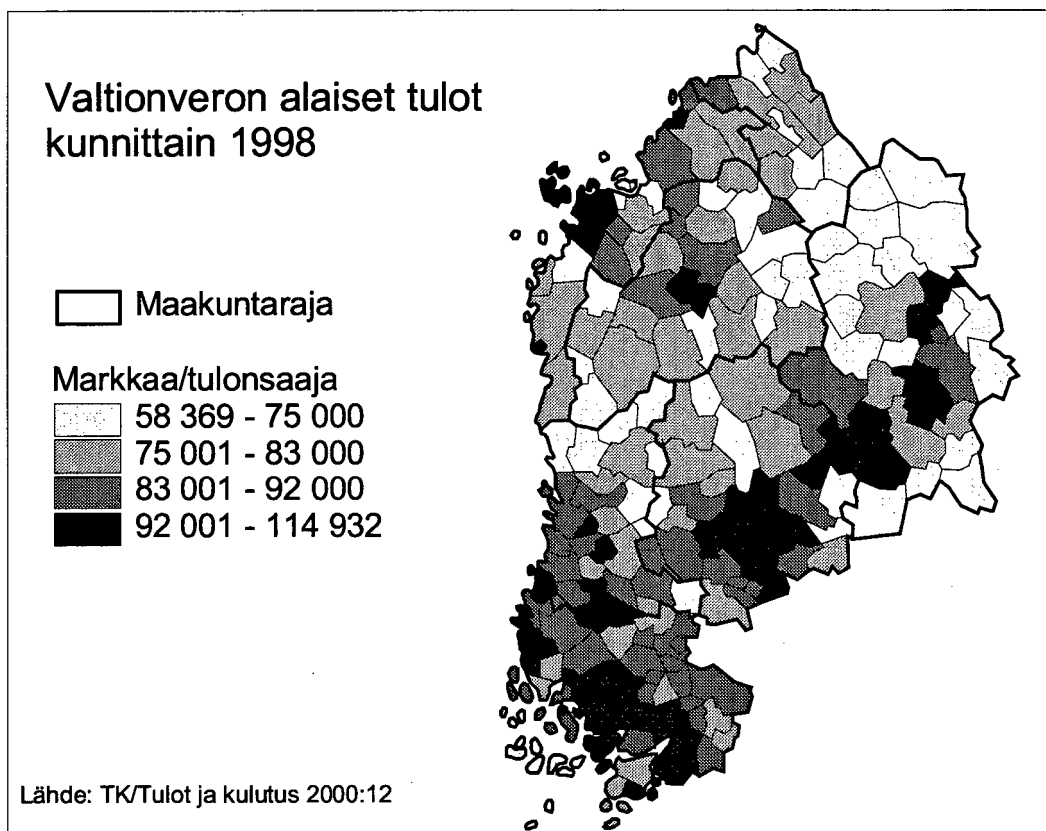 Valtionveron alaiset tulot
kunnittain 1998
Maakuntaraja
Markkaa/tulonsaaja
58 369 - 75 000
75 001 - 83 000
83 001 - 92 000
92 001 - 114 932
Lähde: TK/Tulot ja kulutus 2000:12